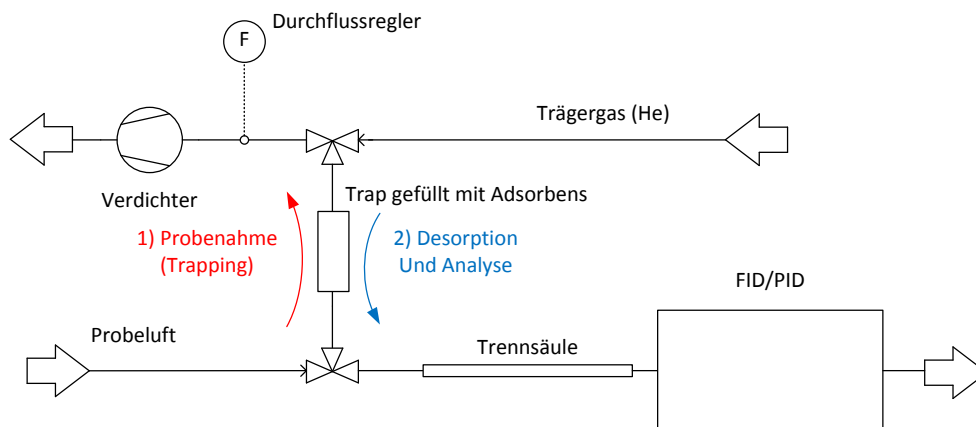 Durchflussregler
F
Trägergas (He)
Verdichter
Trap gefüllt mit Adsorbens
1) Probenahme
(Trapping)
2) Desorption
Und Analyse
FID/PID
Probeluft
Trennsäule